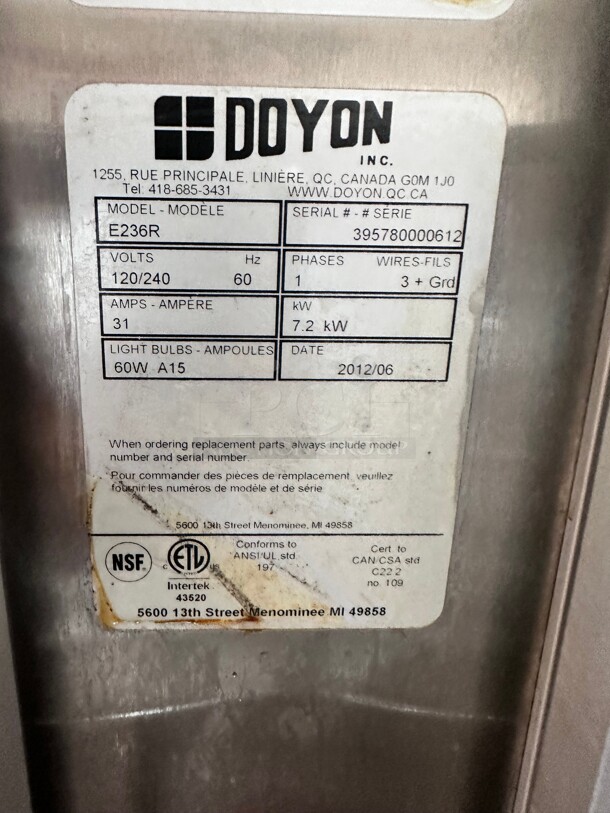 DOYON
INC.
1255, RUE PRINCIPALE, LINIÈRE, QC, CANADA G0M 1J0
Tel: 418-685-3431 WWW.DOYON.QC.CA
MODEL - MODÈLE SERIAL # - # SÉRIE
E236R 395780000612
VOLTS Hz PHASES WIRES-FILS
120/240 60 1 3 + Grd
AMPS - AMPÈRE kW
31 7.2 kW
LIGHT BULBS - AMPOULES DATE
60W A15 2012/06
When ordering replacement parts, always include model
number and serial number.
Pour commander des pièces de remplacement, veuillez
fournir les numéros de modèle et de série
5600 13th Street Menominee, MI 49858
NSF.
c ETL us
Intertek
43520
Conforms to
ANSI/UL std
197
Cert. to
CAN/CSA std
C22.2
no. 109
5600 13th Street Menominee MI 49858